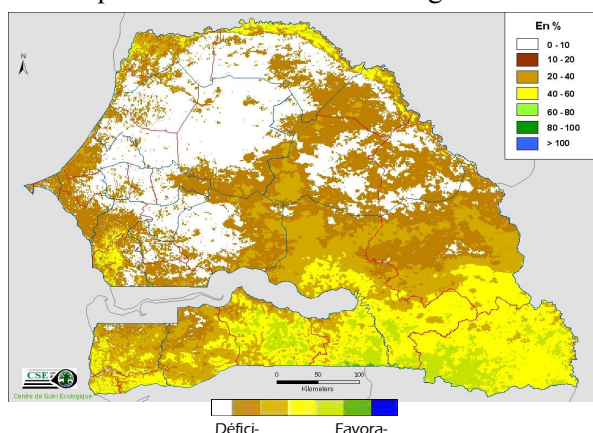 En %
0 - 10
10 - 20
20 - 40
40 - 60
60 - 80
80 - 100
> 100
N
50 0 50 100
Kilometers
CSE
Centre de Suivi Ecologique
Défici-
Favora-